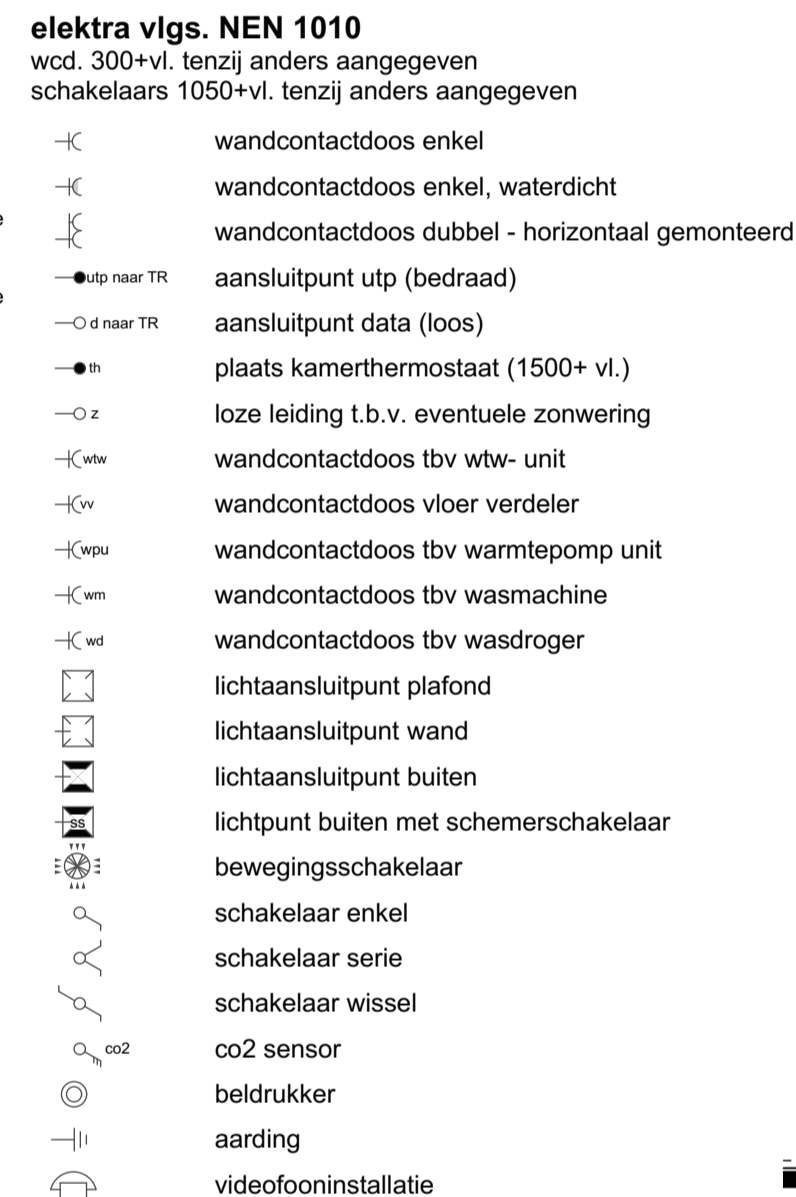 elektra vlgs. NEN 1010
wcd. 300+vl. tenzij anders aangegeven
schakelaars 1050+vl. tenzij anders aangegeven
wandcontactdoos enkel
wandcontactdoos enkel, waterdicht
e
wandcontactdoos dubbel - horizontaal gemonteerd
utp naar TR aansluitpunt utp (bedraad)
e
d naar TR aansluitpunt data (loos)
th plaats kamerthermostaat (1500+ vl.)
z loze leiding t.b.v. eventuele zonwering
wtw wandcontactdoos tbv wtw- unit
vv wandcontactdoos vloer verdeler
wpu wandcontactdoos tbv warmtepomp unit
wm wandcontactdoos tbv wasmachine
wd wandcontactdoos tbv wasdroger
lichtaansluitpunt plafond
lichtaansluitpunt wand
lichtaansluitpunt buiten
ss lichtpunt buiten met schemerschakelaar
bewegingsschakelaar
schakelaar enkel
schakelaar serie
schakelaar wissel
co2 co2 sensor
beldrukker
aarding
videofooninstallatie